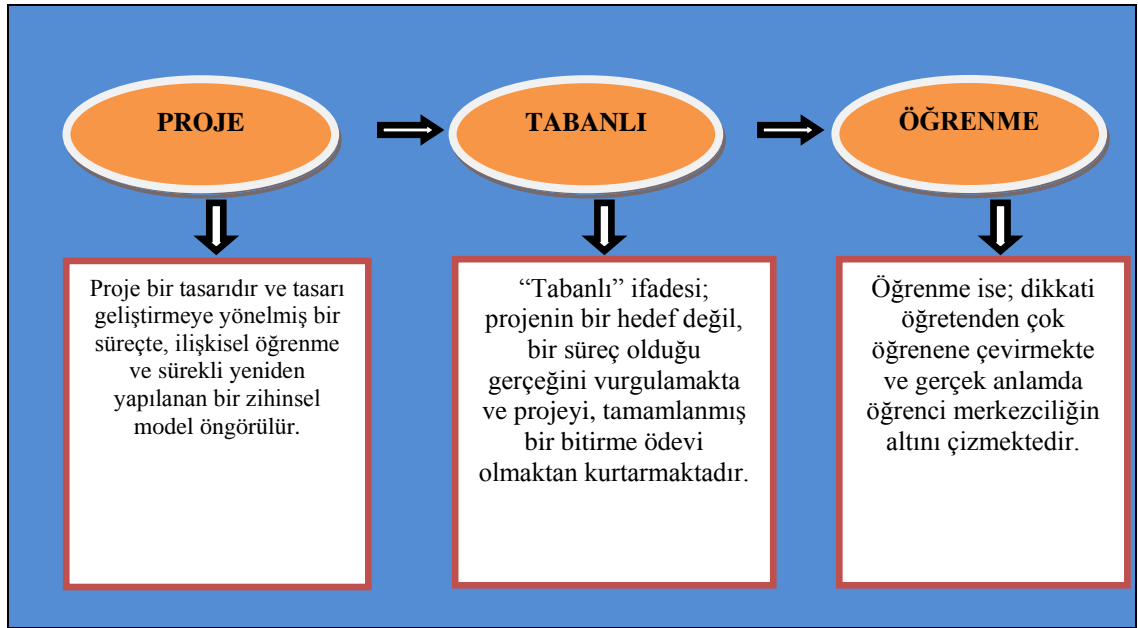 PROJE
TABANLI
ÖĞRENME
Proje bir tasarıdır ve tasarı
geliştirmeye yönelmiş bir
süreçte, ilişkisel öğrenme
ve sürekli yeniden
yapılanan bir zihinsel
model öngörülür.
“Tabanlı” ifadesi;
projenin bir hedef değil,
bir süreç olduğu
gerçeğini vurgulamakta
ve projeyi, tamamlanmış
bir bitirme ödevi
olmaktan kurtarmaktadır.
Öğrenme ise; dikkati
öğretenden çok
öğrenene çevirmekte
ve gerçek anlamda
öğrenci merkezciliğin
altını çizmektedir.